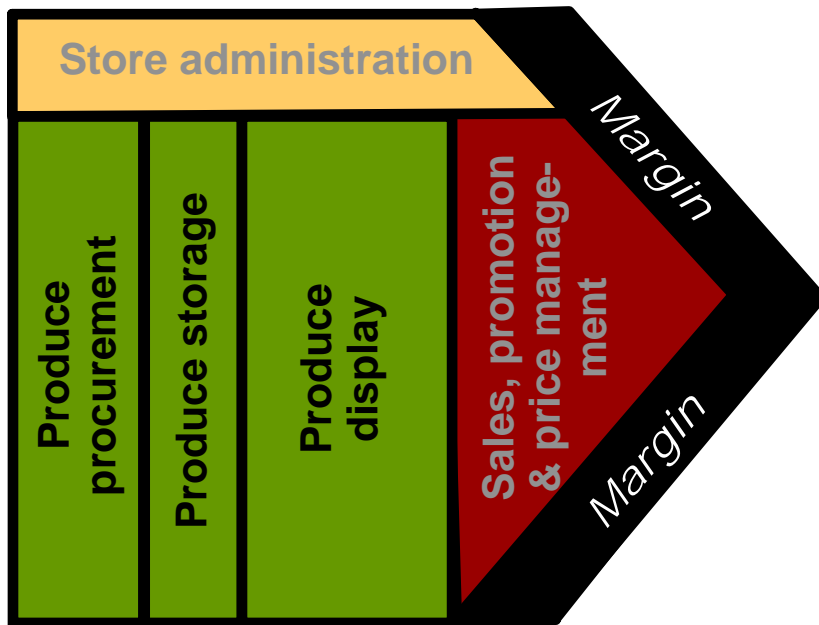 Store administration
Produce
procurement
Produce storage
Produce
display
Sales, promotion
& price manage-
ment
Margin
Margin